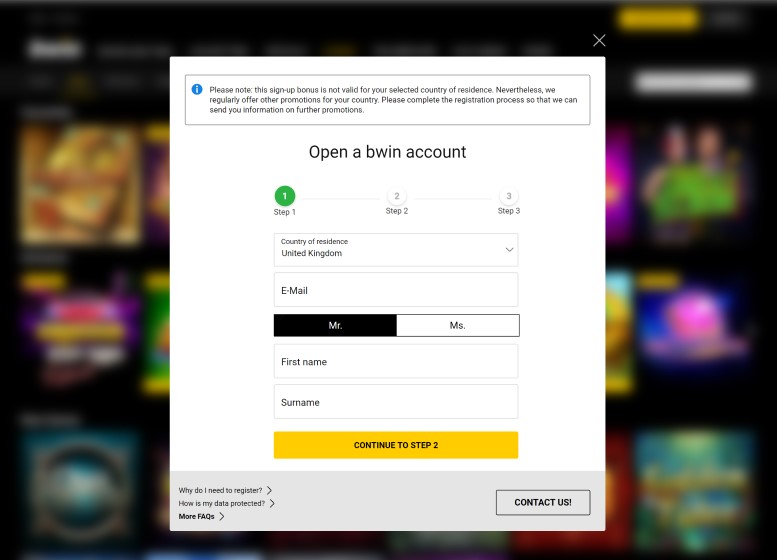 Please note: this sign-up bonus is not valid for your selected country of residence. Nevertheless, we
regularly offer other promotions for your country. Please complete the registration process so that we can
send you information on further promotions.
Open a bwin account
1
2
3
Step 1
Step 2
Step 3
Country of residence
United Kingdom
E-Mail
Mr.
Ms.
First name
Surname
CONTINUE TO STEP 2
Why do I need to register?
How is my data protected?
More FAQs
CONTACT US!